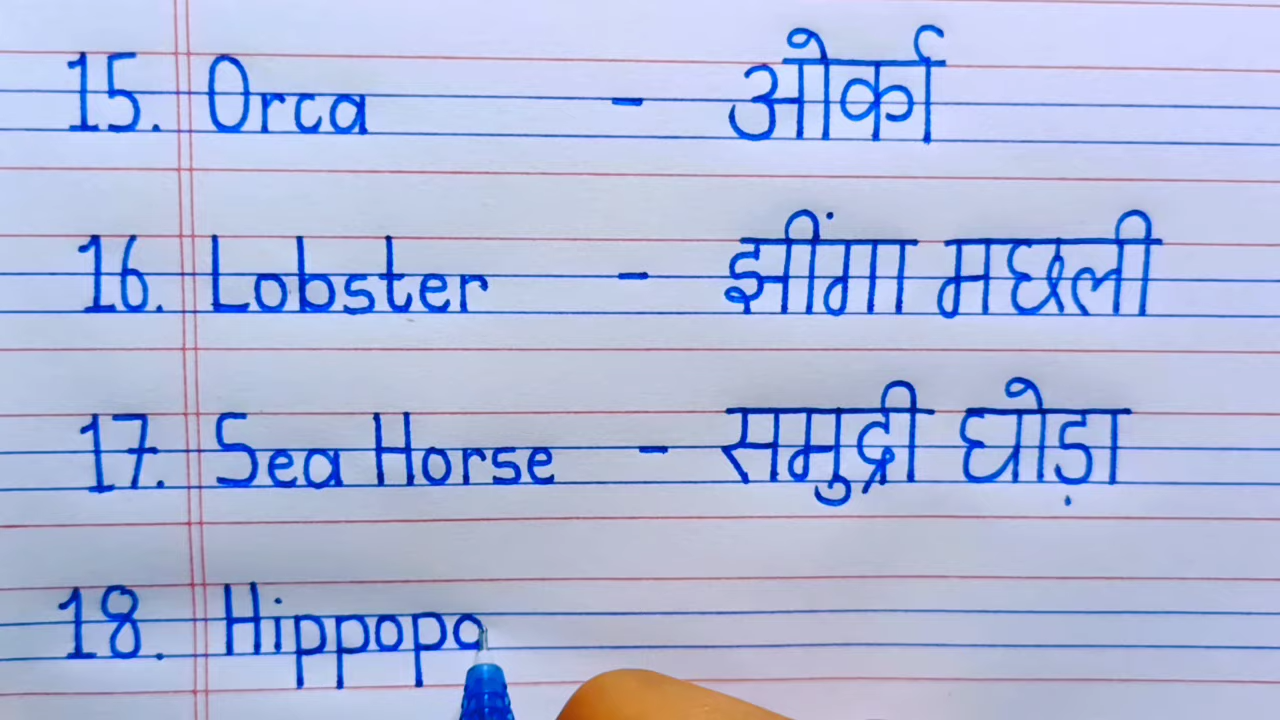 15. Orca - ओर्का
16. Lobster - झींगा मछली
17. Sea Horse - समुद्री घोड़ा
18. Hippopo